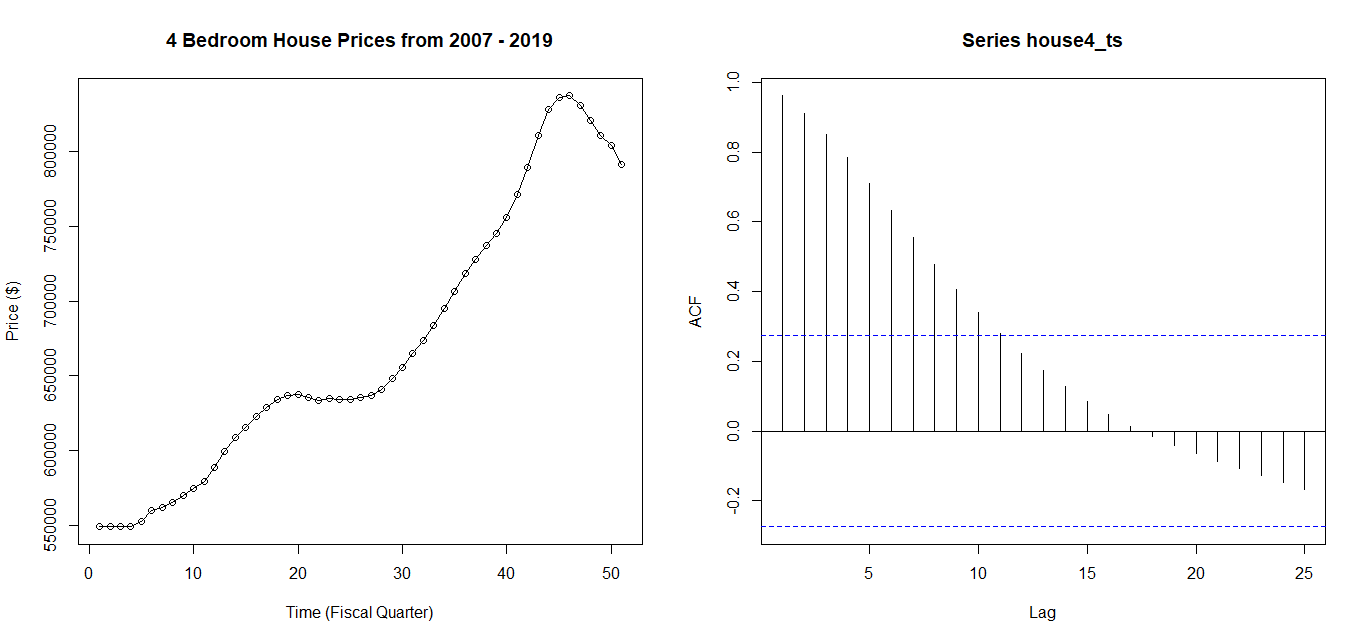 4 Bedroom House Prices from 2007 - 2019
Price ($)
800000
750000
700000
650000
600000
550000
0 10 20 30 40 50
Time (Fiscal Quarter)
Series house4_ts
ACF
1.0
0.8
0.6
0.4
0.2
0.0
-0.2
5 10 15 20 25
Lag